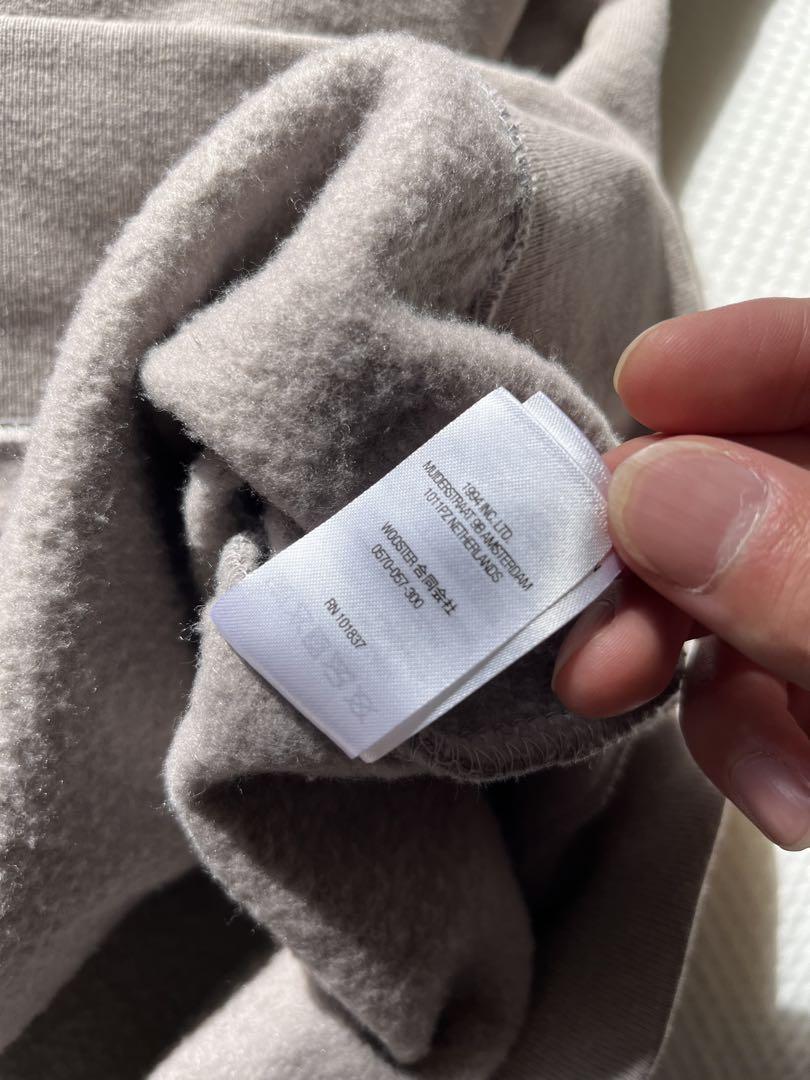 1994 INC. LTD.
MUIDERSTRAAT 9B AMSTERDAM
1011PZ NETHERLANDS
WOOSTER 合同会社
0570-057-300
RN 101837